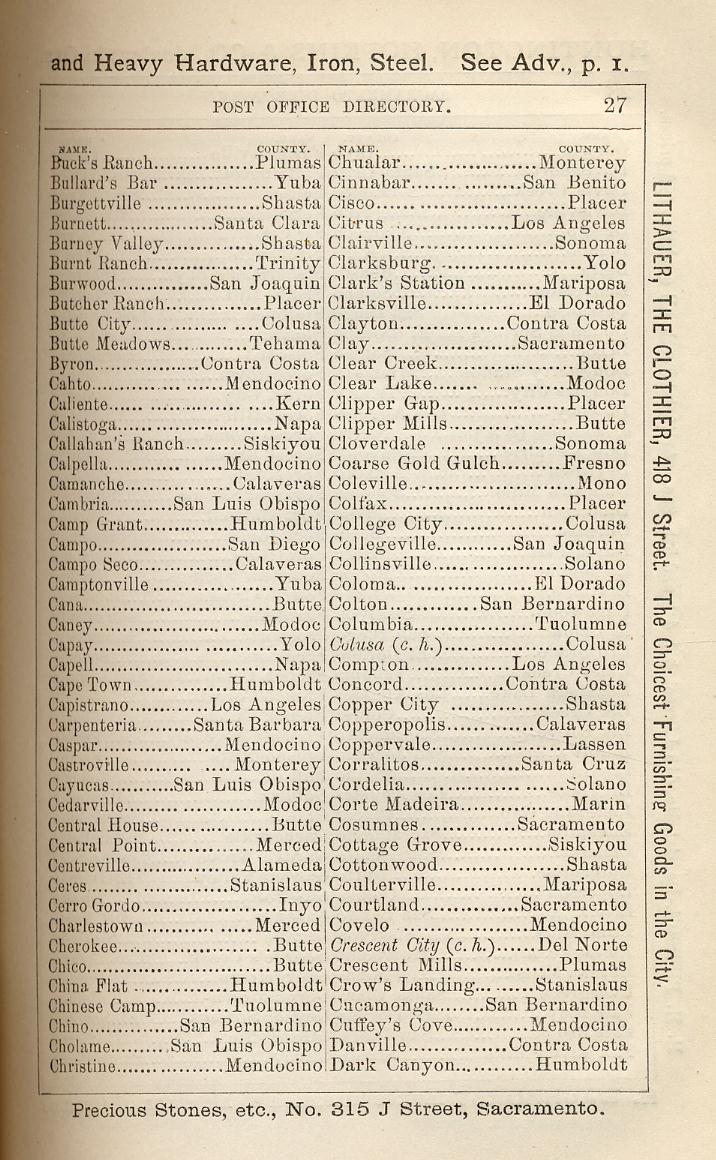 and Heavy Hardware, Iron, Steel. See Adv., p. 1.
POST OFFICE DIRECTORY. 27
NAME. COUNTY.
Buck's Ranch...............Plumas
Bullard's Bar ................Yuba
Burgettville .................Shasta
Burnett................Santa Clara
Burney Valley..............Shasta
Burnt Ranch...............Trinity
Burwood.............San Joaquin
Butcher Ranch..............Placer
Butte City...................Colusa
Butte Meadows...........Tehama
Byron..................Contra Costa
Cahto.....................Mendocino
Caliente.......................Kern
Calistoga.......................Napa
Callahan's Ranch........Siskiyou
Calpella..................Mendocino
Camanche...............Calaveras
Cambria..........San Luis Obispo
Camp Grant............Humboldt
Campo....................San Diego
Campo Seco.............Calaveras
Camptonville ..................Yuba
Cana............................Butte
Caney..........................Modoc
Capay............................Yolo
Capell...........................Napa
Cape Town..............Humboldt
Capistrano...........Los Angeles
Carpenteria........Santa Barbara
Caspar...................Mendocino
Castroville ...............Monterey
Cayucas..........San Luis Obispo
Cedarville.....................Modoc
Central House................Butte
Central Point...............Merced
Centreville.................Alameda
Ceres ....................Stanislaus
Cerro Gordo....................Inyo
Charlestown ................Merced
Cherokee......................Butte
Chico...........................Butte
China Flat ..............Humboldt
Chinese Camp...........Tuolumne
Chino.............San Bernardino
Cholame..........San Luis Obispo
Christine.................Mendocino
NAME. COUNTY.
Chualar...................Monterey
Cinnabar................San Benito
Cisco..........................Placer
Citrus ................Los Angeles
Clairville.....................Sonoma
Clarksburg. ....................Yolo
Clark's Station ..........Mariposa
Clarksville...............El Dorado
Clayton...............Contra Costa
Clay......................Sacramento
Clear Creek...................Butte
Clear Lake...................Modoc
Clipper Gap.................Placer
Clipper Mills.................Butte
Cloverdale .................Sonoma
Coarse Gold Gulch.........Fresno
Coleville.......................Mono
Colfax.........................Placer
College City.................Colusa
Collegeville...........San Joaquin
Collinsville..................Solano
Coloma.. .................El Dorado
Colton............San Bernardino
Columbia................Tuolumne
Colusa (c. h.)................Colusa
Compton..............Los Angeles
Concord...............Contra Costa
Copper City ................Shasta
Copperopolis............Calaveras
Coppervale..................Lassen
Corralitos..............Santa Cruz
Cordelia......................Solano
Corte Madeira..............Marin
Cosumnes.............Sacramento
Cottage Grove...........Siskiyou
Cottonwood.................Shasta
Coulterville..............Mariposa
Courtland..............Sacramento
Covelo ..................Mendocino
Crescent City (c. h.)......Del Norte
Crescent Mills.............Plumas
Crow's Landing.........Stanislaus
Cucamonga.......San Bernardino
Cuffey's Cove...........Mendocino
Danville..............Contra Costa
Dark Canyon............Humboldt
LITHAUER, THE CLOTHIER, 418 J Street. The Choicest Furnishing Goods in the City.
Precious Stones, etc., No. 315 J Street, Sacramento.